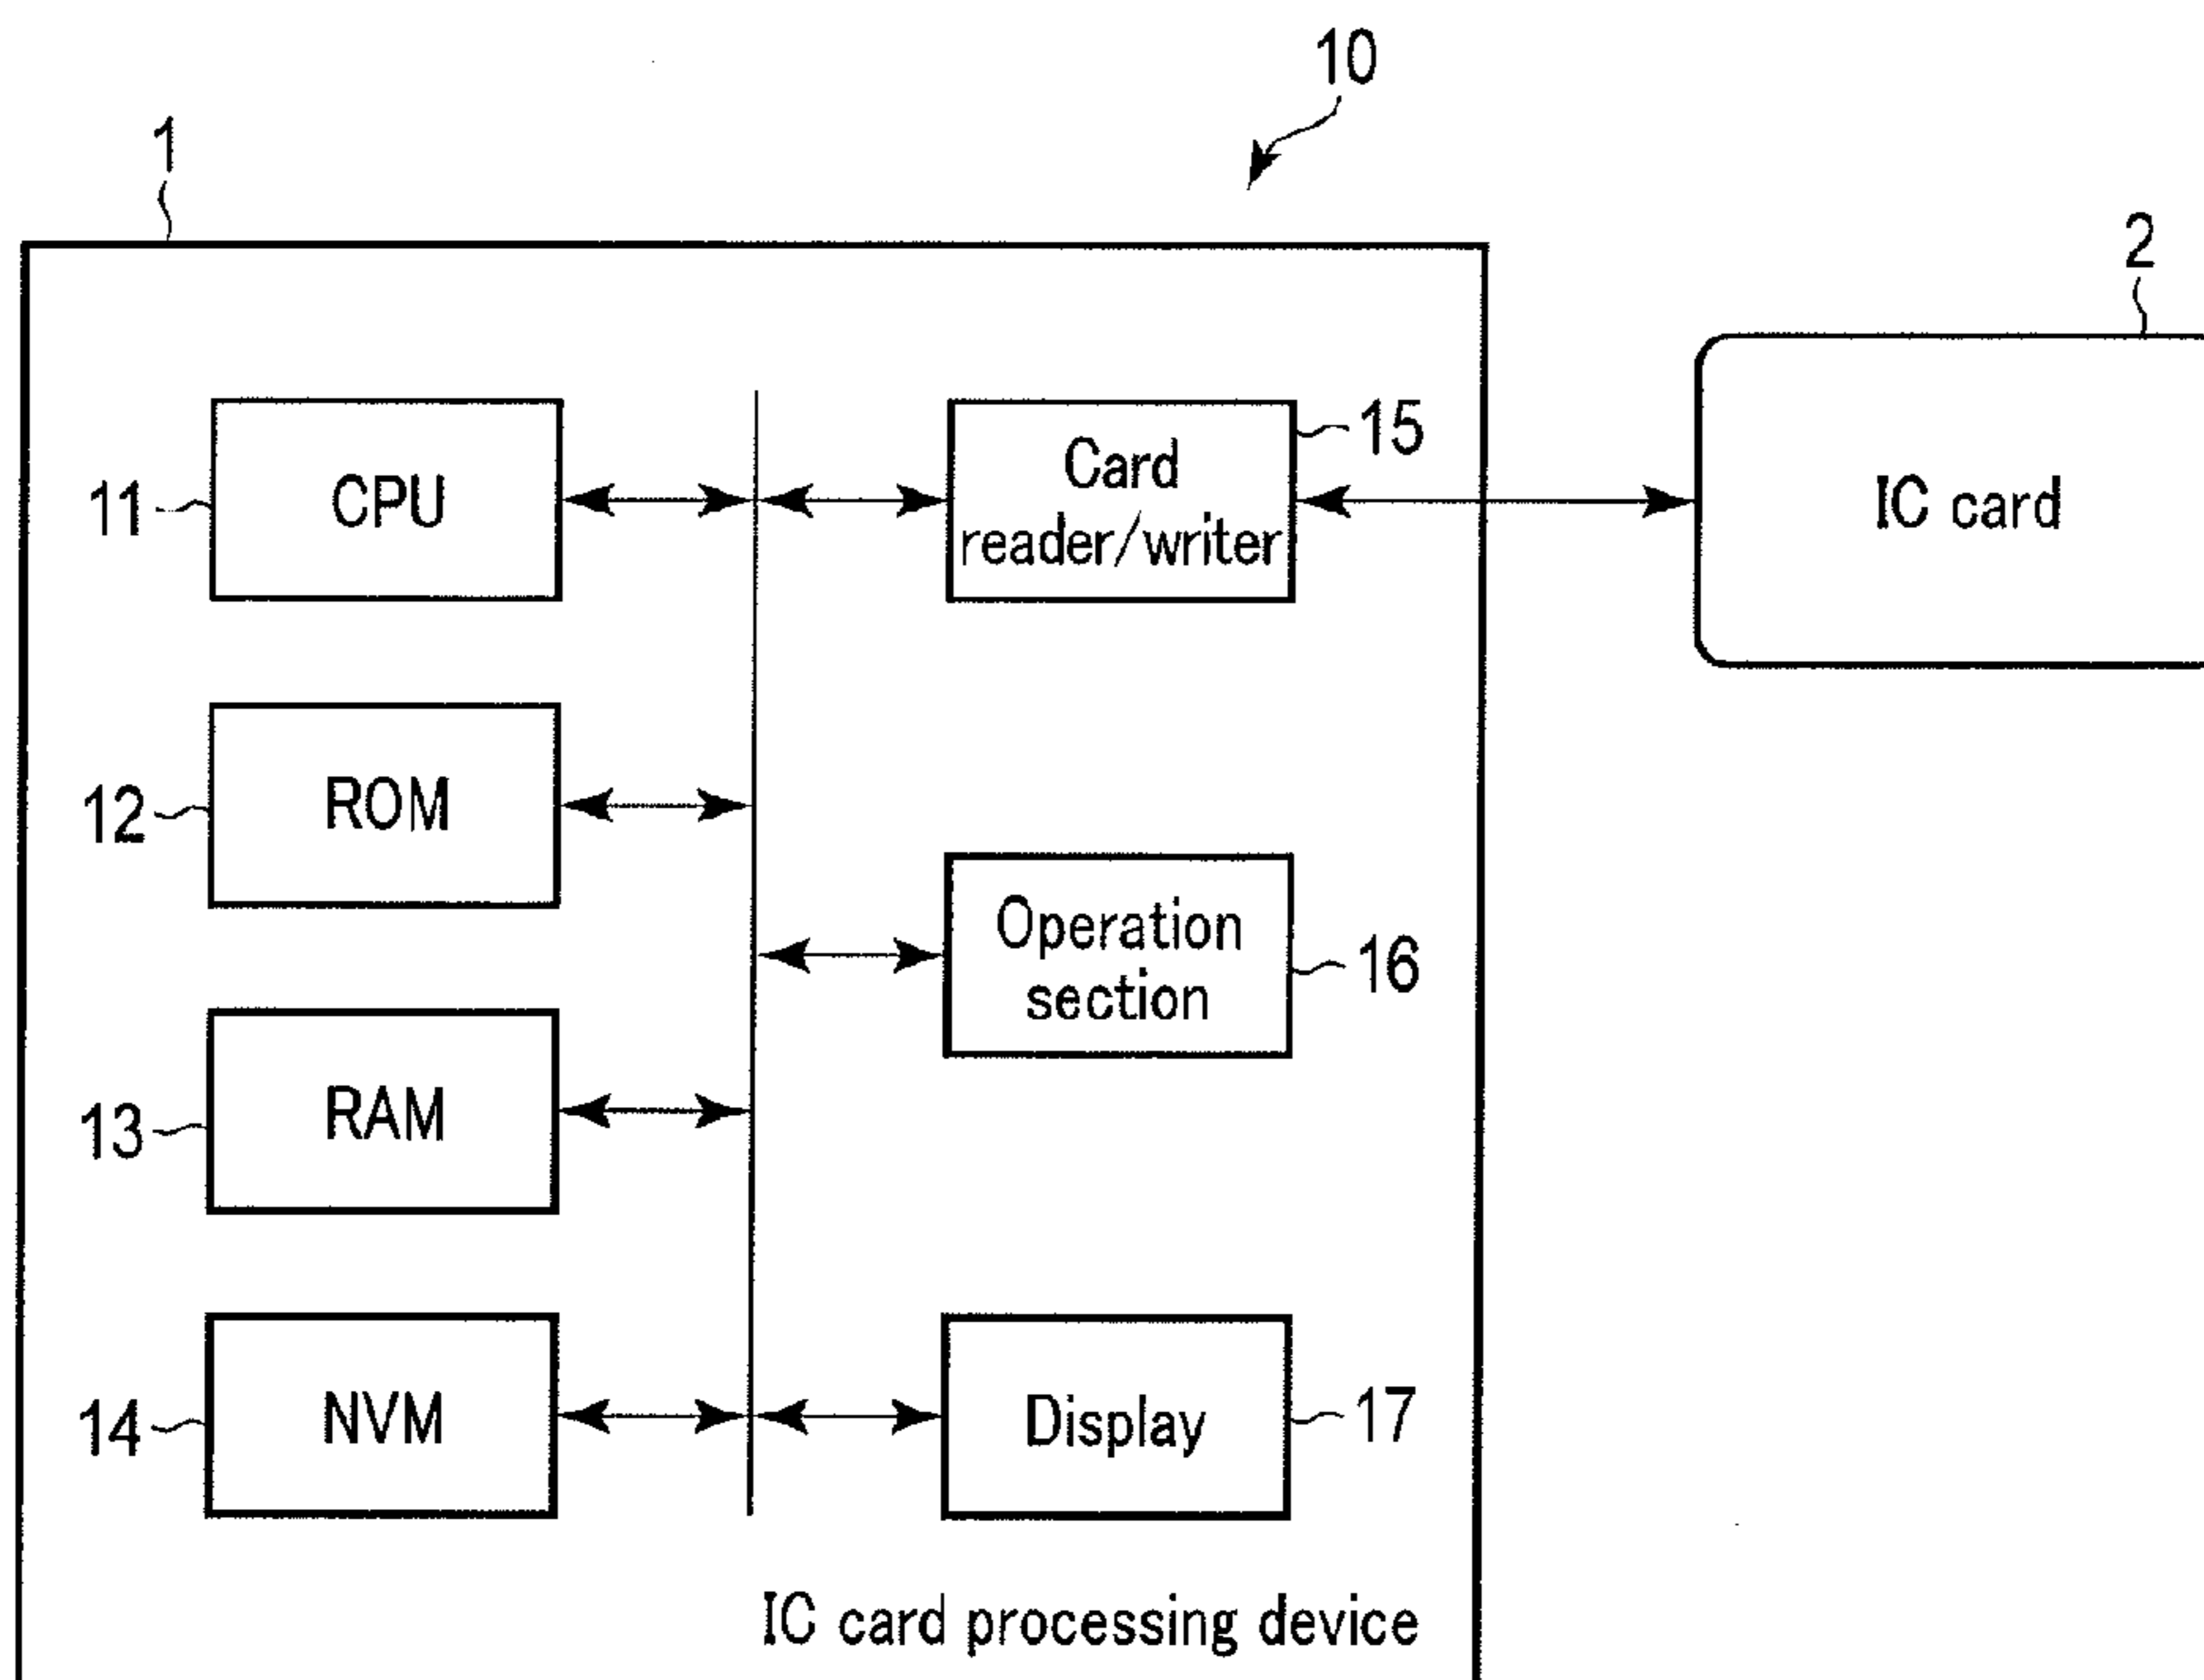 10
1
2
11
CPU
Card
reader/writer
15
IC card
12
ROM
Operation
section
16
13
RAM
14
NVM
Display
17
IC card processing device